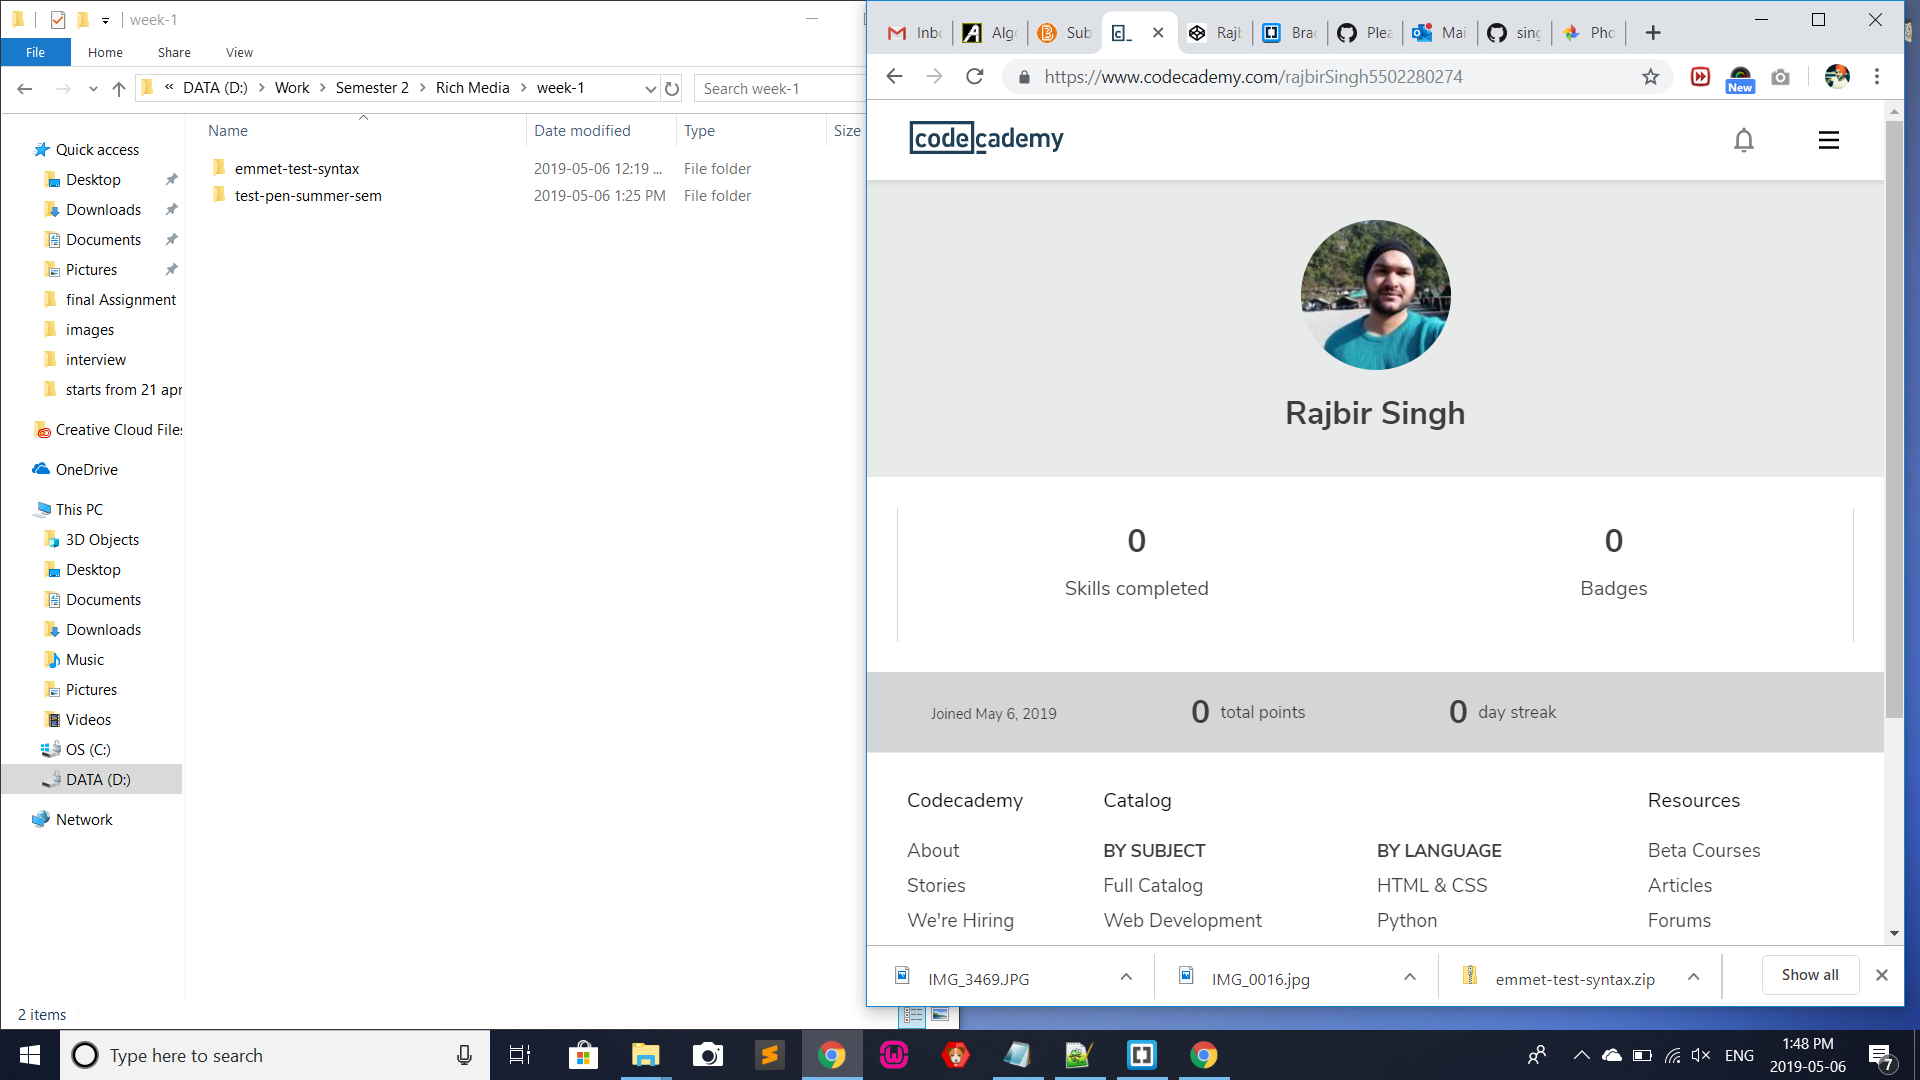 week-1
File Home Share View
« DATA (D:) > Work > Semester 2 > Rich Media > week-1
Search week-1
Name Date modified Type Size
emmet-test-syntax 2019-05-06 12:19 ... File folder
test-pen-summer-sem 2019-05-06 1:25 PM File folder
Quick access
Desktop
Downloads
Documents
Pictures
final Assignment
images
interview
starts from 21 apr
Creative Cloud Files
OneDrive
This PC
3D Objects
Desktop
Documents
Downloads
Music
Pictures
Videos
OS (C:)
DATA (D:)
Network
2 items
Inbo Algo Sub c|_ Rajb Brac Plea Mai sing Pho
https://www.codecademy.com/rajbirSingh5502280274
New
codecademy
Rajbir Singh
0 0
Skills completed Badges
Joined May 6, 2019 0 total points 0 day streak
Codecademy Catalog Resources
About BY SUBJECT BY LANGUAGE Beta Courses
Stories Full Catalog HTML & CSS Articles
We're Hiring Web Development Python Forums
IMG_3469.JPG IMG_0016.jpg emmet-test-syntax.zip Show all
Type here to search
ENG
1:48 PM
2019-05-06
7